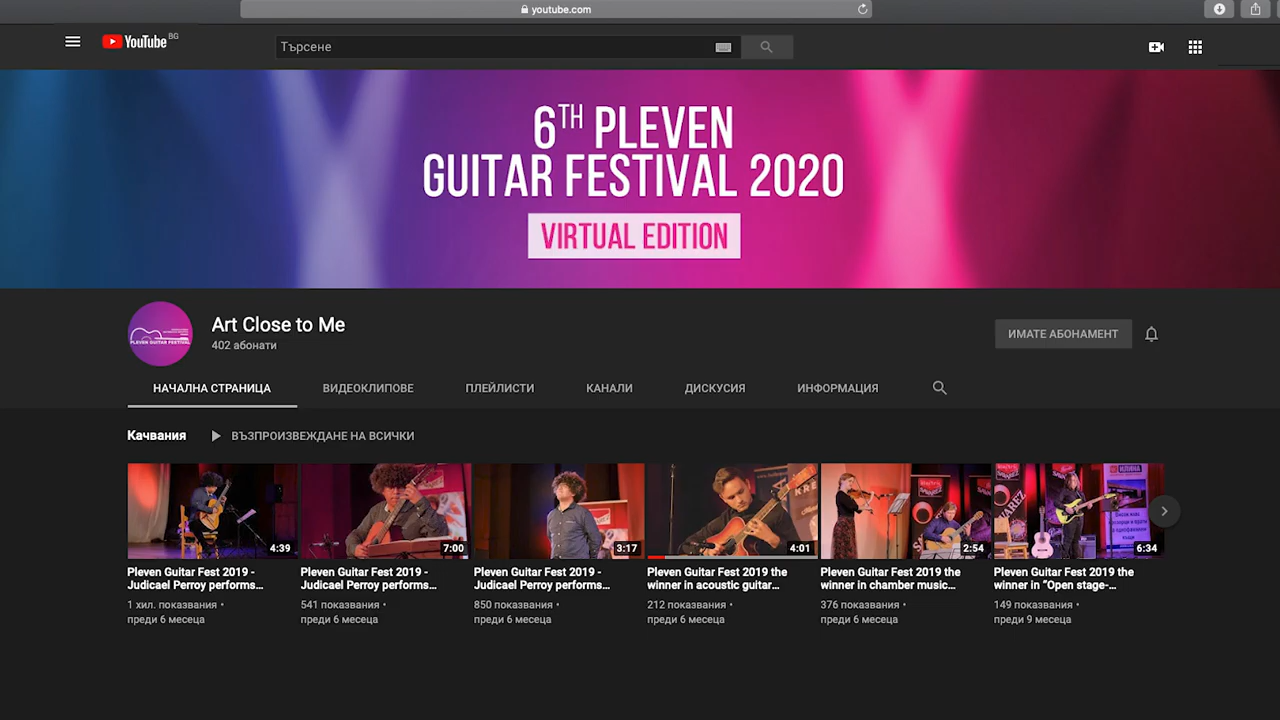 youtube.com
YouTube BG
Търсене
6TH PLEVEN
GUITAR FESTIVAL 2020
VIRTUAL EDITION
PLEVEN GUITAR FESTIVAL
Art Close to Me
402 абонати
ИМАТЕ АБОНАМЕНТ
НАЧАЛНА СТРАНИЦА ВИДЕОКЛИПОВЕ ПЛЕЙЛИСТИ КАНАЛИ ДИСКУСИЯ ИНФОРМАЦИЯ
Качвания ВЪЗПРОИЗВЕЖДАНЕ НА ВСИЧКИ
4:39 7:00 3:17 4:01 2:54 6:34
Pleven Guitar Fest 2019 -
Judicael Perroy performs...
1 хил. показвания •
преди 6 месеца
Pleven Guitar Fest 2019 -
Judicael Perroy performs...
541 показвания •
преди 6 месеца
Pleven Guitar Fest 2019 -
Judicael Perroy performs...
850 показвания •
преди 6 месеца
Pleven Guitar Fest 2019 the
winner in acoustic guitar...
212 показвания •
преди 6 месеца
Pleven Guitar Fest 2019 the
winner in chamber music...
376 показвания •
преди 6 месеца
Pleven Guitar Fest 2019 the
winner in "Open stage-...
149 показвания •
преди 9 месеца